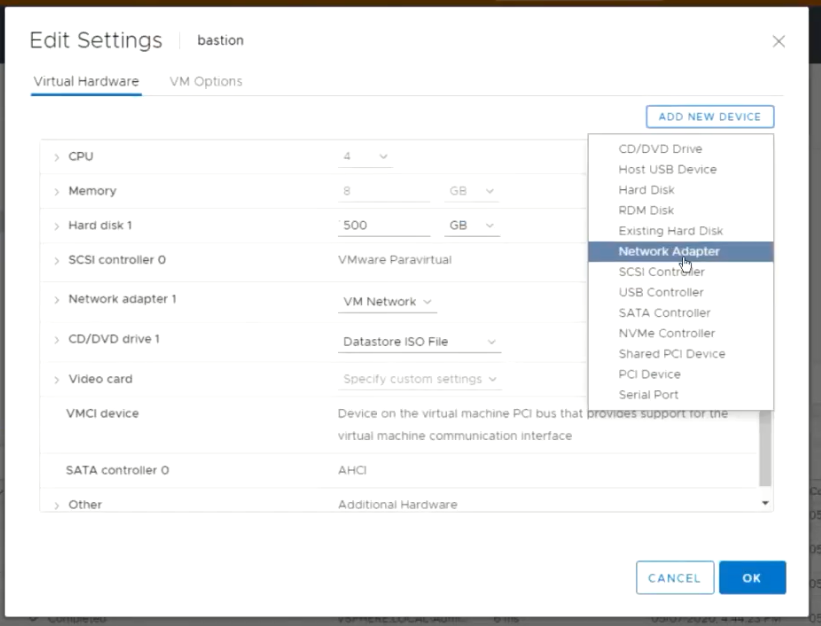 Edit Settings bastion
Virtual Hardware VM Options
ADD NEW DEVICE
CD/DVD Drive
Host USB Device
Hard Disk
RDM Disk
Existing Hard Disk
Network Adapter
SCSI Controller
USB Controller
SATA Controller
NVMe Controller
Shared PCI Device
PCI Device
Serial Port
CPU 4
Memory 8 GB
Hard disk 1 500 GB
SCSI controller 0 VMware Paravirtual
Network adapter 1 VM Network
CD/DVD drive 1 Datastore ISO File
Video card Specify custom settings
VMCI device Device on the virtual machine PCI bus that provides support for the
virtual machine communication interface
SATA controller 0 AHCI
Other Additional Hardware
CANCEL OK